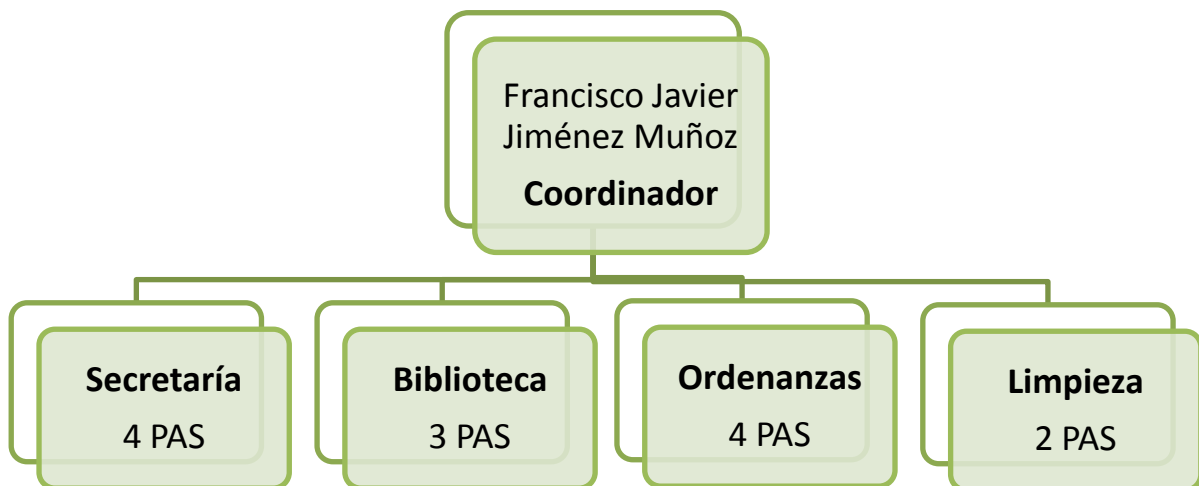 Francisco Javier
Jiménez Muñoz
Coordinador
Secretaría
4 PAS
Biblioteca
3 PAS
Ordenanzas
4 PAS
Limpieza
2 PAS